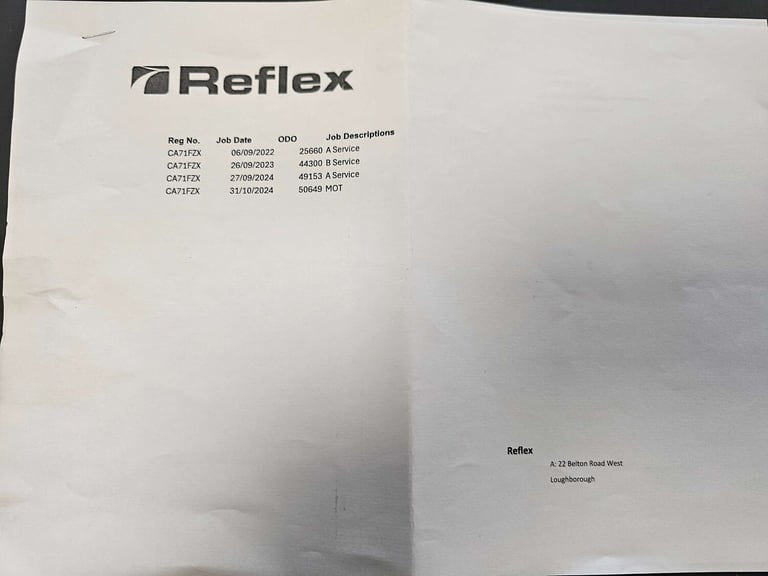 Reflex
Reg No. Job Date ODO Job Descriptions
CA71FZX 06/09/2022 25660 A Service
CA71FZX 26/09/2023 44300 B Service
CA71FZX 27/09/2024 49153 A Service
CA71FZX 31/10/2024 50649 MOT
Reflex
A: 22 Belton Road West
Loughborough